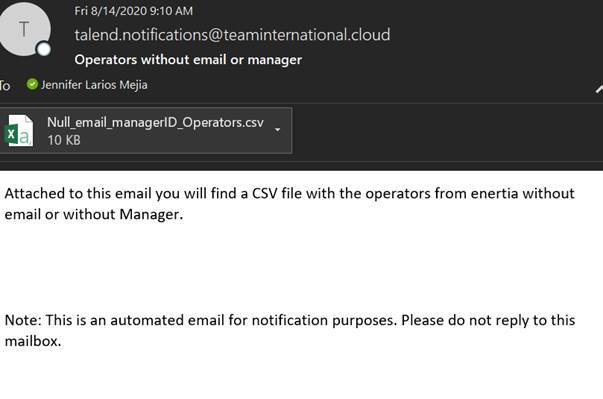 Fri 8/14/2020 9:10 AM
T
talend.notifications@teaminternational.cloud
Operators without email or manager
To Jennifer Larios Mejia
Null_email_managerID_Operators.csv
10 KB
Attached to this email you will find a CSV file with the operators from enertia without
email or without Manager.
Note: This is an automated email for notification purposes. Please do not reply to this
mailbox.